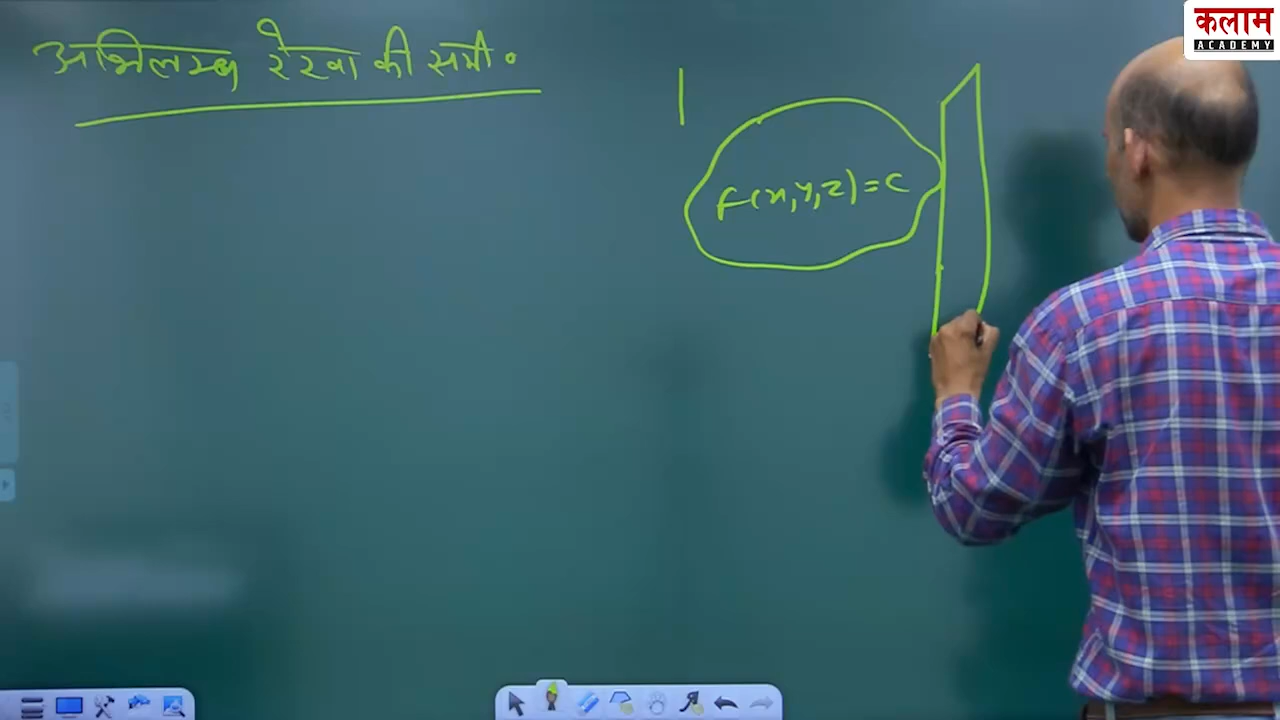 अभिलम्ब रेखा की समी०
f(x,y,z)=c
कलाम
ACADEMY